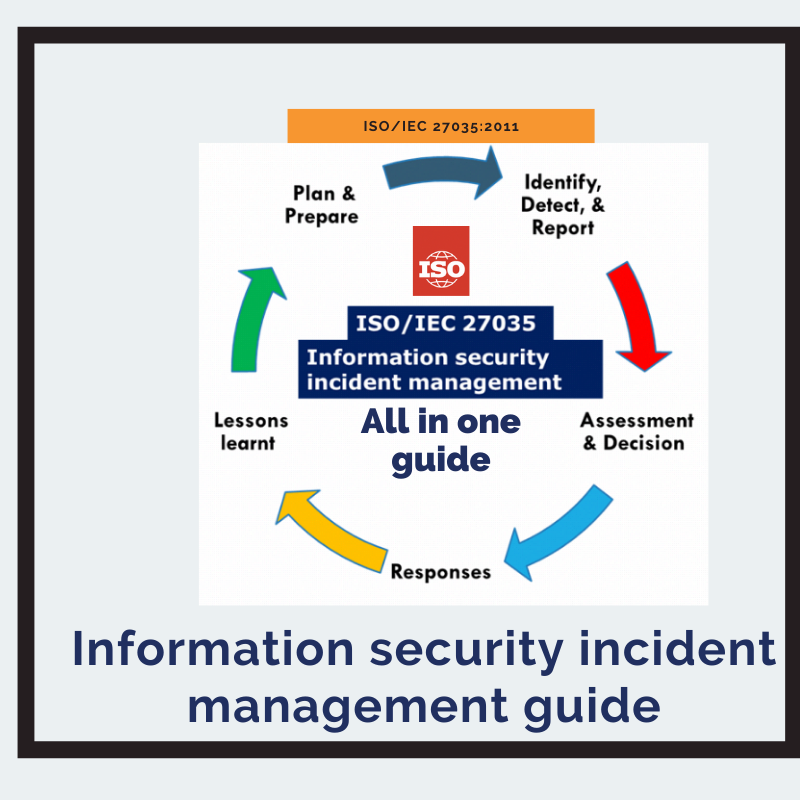 ISO/IEC 27035:2011
Plan &
Prepare
Identify,
Detect, &
Report
ISO
ISO/IEC 27035
Information security
incident management
All in one
guide
Lessons
learnt
Assessment
& Decision
Responses
Information security incident
management guide